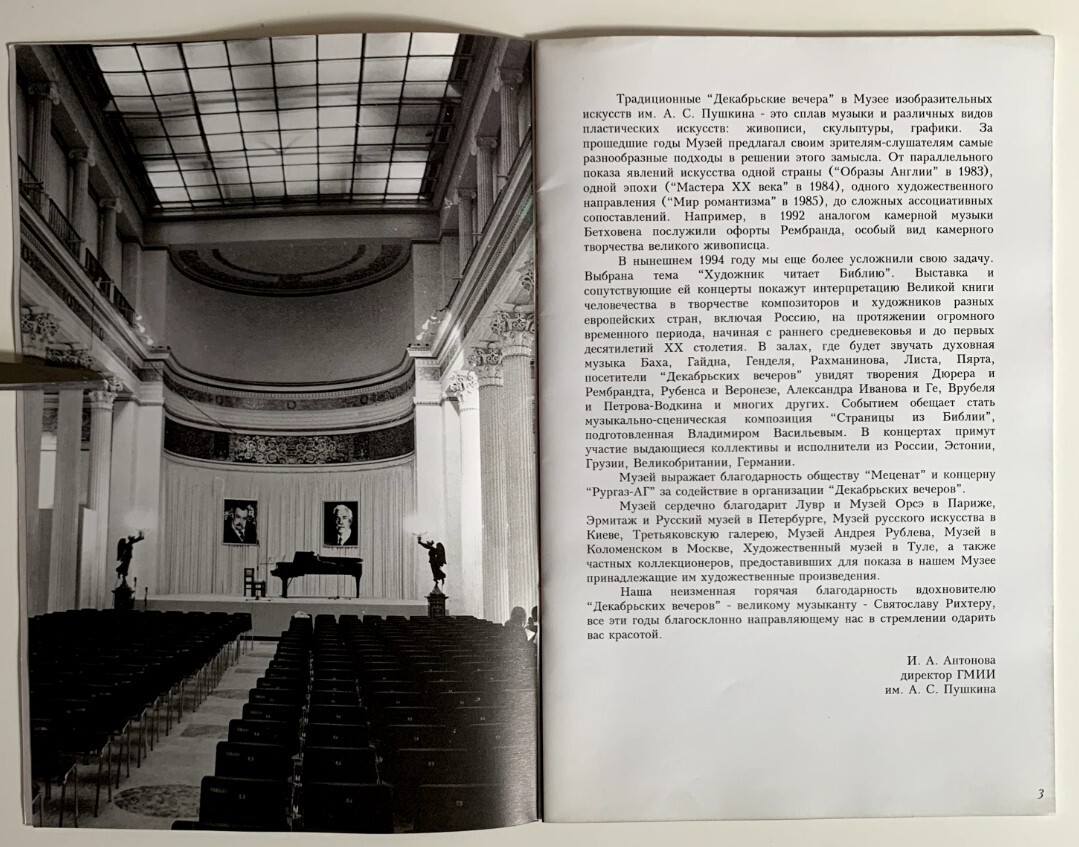 Традиционные “Декабрьские вечера” в Музее изобразительных
искусств им. А. С. Пушкина - это сплав музыки и различных видов
пластических искусств: живописи, скульптуры, графики. За
прошедшие годы Музей предлагал своим зрителям-слушателям самые
разнообразные подходы в решении этого замысла. От параллельного
показа явлений искусства одной страны (“Образы Англии” в 1983),
одной эпохи (“Мастера XX века” в 1984), одного художественного
направления (“Мир романтизма” в 1985), до сложных ассоциативных
сопоставлений. Например, в 1992 аналогом камерной музыки
Бетховена послужили офорты Рембранда, особый вид камерного
творчества великого живописца.
В нынешнем 1994 году мы еще более усложнили свою задачу.
Выбрана тема “Художник читает Библию”. Выставка и
сопутствующие ей концерты покажут интерпретацию Великой книги
человечества в творчестве композиторов и художников разных
европейских стран, включая Россию, на протяжении огромного
временного периода, начиная с раннего средневековья и до первых
десятилетий XX столетия. В залах, где будет звучать духовная
музыка Баха, Гайдна, Генделя, Рахманинова, Листа, Пярта,
посетители “Декабрьских вечеров” увидят творения Дюрера и
Рембрандта, Рубенса и Веронезе, Александра Иванова и Ге, Врубеля
и Петрова-Водкина и многих других. Событием обещает стать
музыкально-сценическая композиция “Страницы из Библии”,
подготовленная Владимиром Васильевым. В концертах примут
участие выдающиеся коллективы и исполнители из России, Эстонии,
Грузии, Великобритании, Германии.
Музей выражает благодарность обществу “Меценат” и концерну
“Рургаз-АГ” за содействие в организации “Декабрьских вечеров”.
Музей сердечно благодарит Лувр и Музей Орсэ в Париже,
Эрмитаж и Русский музей в Петербурге, Музей русского искусства в
Киеве, Третьяковскую галерею, Музей Андрея Рублева, Музей в
Коломенском в Москве, Художественный музей в Туле, а также
частных коллекционеров, предоставивших для показа в нашем Музее
принадлежащие им художественные произведения.
Наша неизменная горячая благодарность вдохновителю
“Декабрьских вечеров” - великому музыканту - Святославу Рихтеру,
все эти годы благосклонно направляющему нас в стремлении одарить
вас красотой.
И. А. Антонова
директор ГМИИ
им. А. С. Пушкина
3